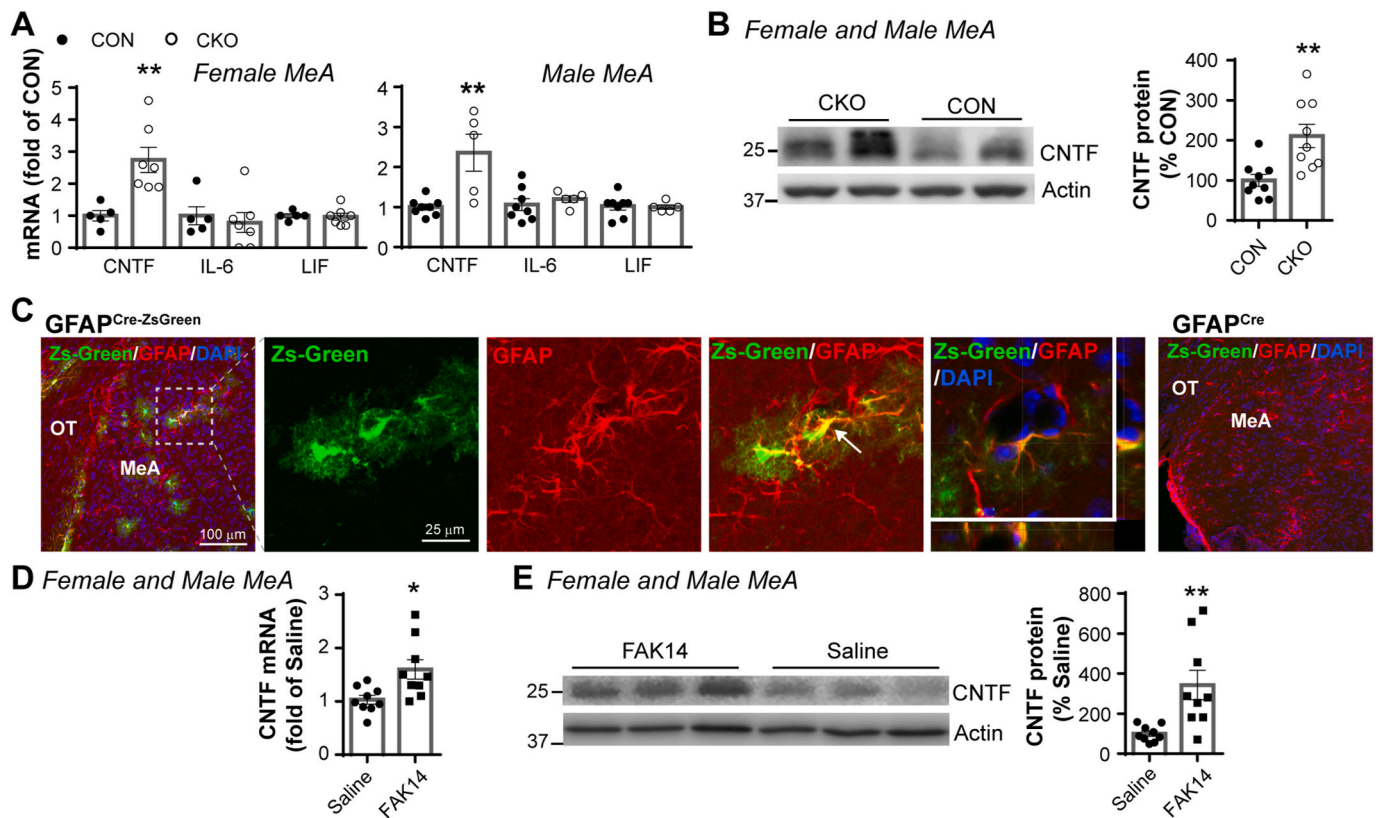 A
● CON ○ CKO
Female MeA
Male MeA
mRNA (fold of CON)
5
4
3
2
1
0
**
CNTF IL-6 LIF
4
3
2
1
0
**
CNTF IL-6 LIF
B Female and Male MeA
CKO CON
25
CNTF
37
Actin
CNTF protein
(% CON)
400
300
200
100
0
**
CON
CKO
C
GFAPCre-ZsGreen
GFAPCre
Zs-Green/GFAP/DAPI
OT
MeA
100 μm
Zs-Green
25 μm
GFAP
Zs-Green/GFAP
Zs-Green/GFAP
/DAPI
Zs-Green/GFAP/DAPI
OT
MeA
D Female and Male MeA
CNTF mRNA
(fold of Saline)
3
2
1
0
*
Saline
FAK14
E Female and Male MeA
FAK14 Saline
25
CNTF
37
Actin
CNTF protein
(% Saline)
800
600
400
200
0
**
Saline
FAK14